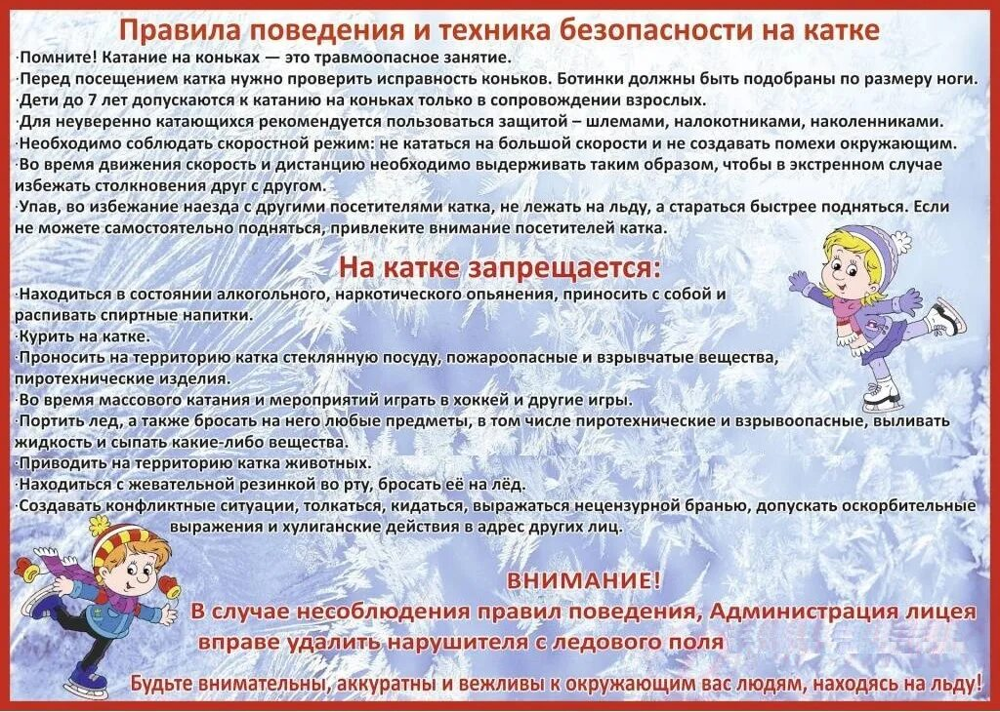 Правила поведения и техника безопасности на катке
·Помните! Катание на коньках — это травмоопасное занятие.
·Перед посещением катка нужно проверить исправность коньков. Ботинки должны быть подобраны по размеру ноги.
·Дети до 7 лет допускаются к катанию на коньках только в сопровождении взрослых.
·Для неуверенно катающихся рекомендуется пользоваться защитой – шлемами, налокотниками, наколенниками.
·Необходимо соблюдать скоростной режим: не кататься на большой скорости и не создавать помехи окружающим.
·Во время движения скорость и дистанцию необходимо выдерживать таким образом, чтобы в экстренном случае
избежать столкновения друг с другом.
·Упав, во избежание наезда с другими посетителями катка, не лежать на льду, а стараться быстрее подняться. Если
не можете самостоятельно подняться, привлеките внимание посетителей катка.
На катке запрещается:
·Находиться в состоянии алкогольного, наркотического опьянения, приносить с собой и
распивать спиртные напитки.
·Курить на катке.
·Проносить на территорию катка стеклянную посуду, пожароопасные и взрывчатые вещества,
пиротехнические изделия.
·Во время массового катания и мероприятий играть в хоккей и другие игры.
·Портить лед, а также бросать на него любые предметы, в том числе пиротехнические и взрывоопасные, выливать
жидкость и сыпать какие-либо вещества.
·Приводить на территорию катка животных.
·Находиться с жевательной резинкой во рту, бросать её на лёд.
·Создавать конфликтные ситуации, толкаться, кидаться, выражаться нецензурной бранью, допускать оскорбительные
выражения и хулиганские действия в адрес других лиц.
ВНИМАНИЕ!
В случае несоблюдения правил поведения, Администрация лицея
вправе удалить нарушителя с ледового поля
Будьте внимательны, аккуратны и вежливы к окружающим вас людям, находясь на льду!